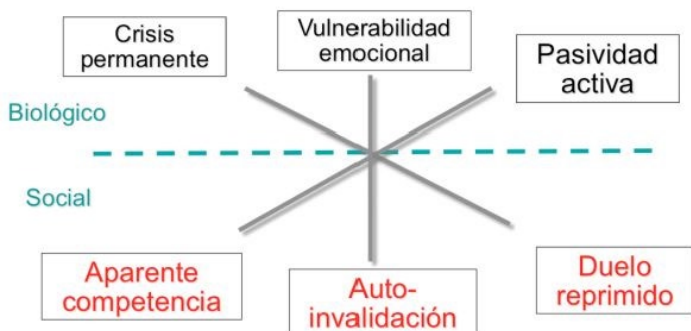 Crisis
permanente
Vulnerabilidad
emocional
Pasividad
activa
Biológico
Social
Aparente
competencia
Auto-
invalidación
Duelo
reprimido